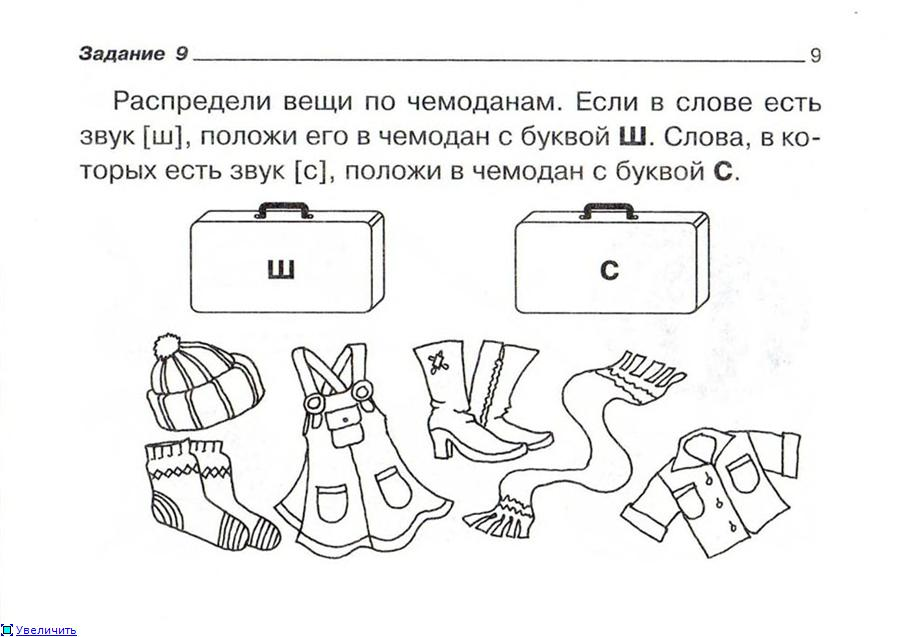 Задание 9 9
Распредели вещи по чемоданам. Если в слове есть
звук [ш], положи его в чемодан с буквой Ш. Слова, в ко-
торых есть звук [с], положи в чемодан с буквой С.
Ш
С
Увеличить